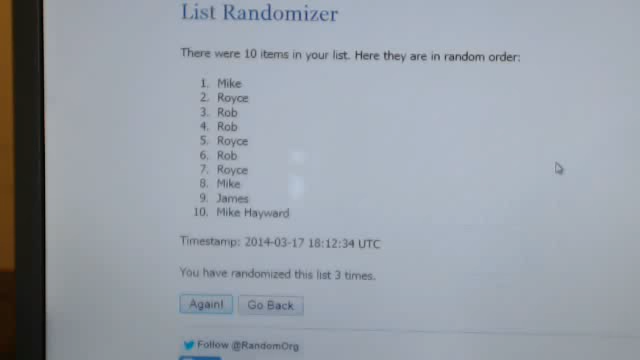 List Randomizer
There were 10 items in your list. Here they are in random order:
1. Mike
2. Royce
3. Rob
4. Rob
5. Royce
6. Rob
7. Royce
8. Mike
9. James
10. Mike Hayward
Timestamp: 2014-03-17 18:12:34 UTC
You have randomized this list 3 times.
Again! Go Back
Follow @RandomOrg